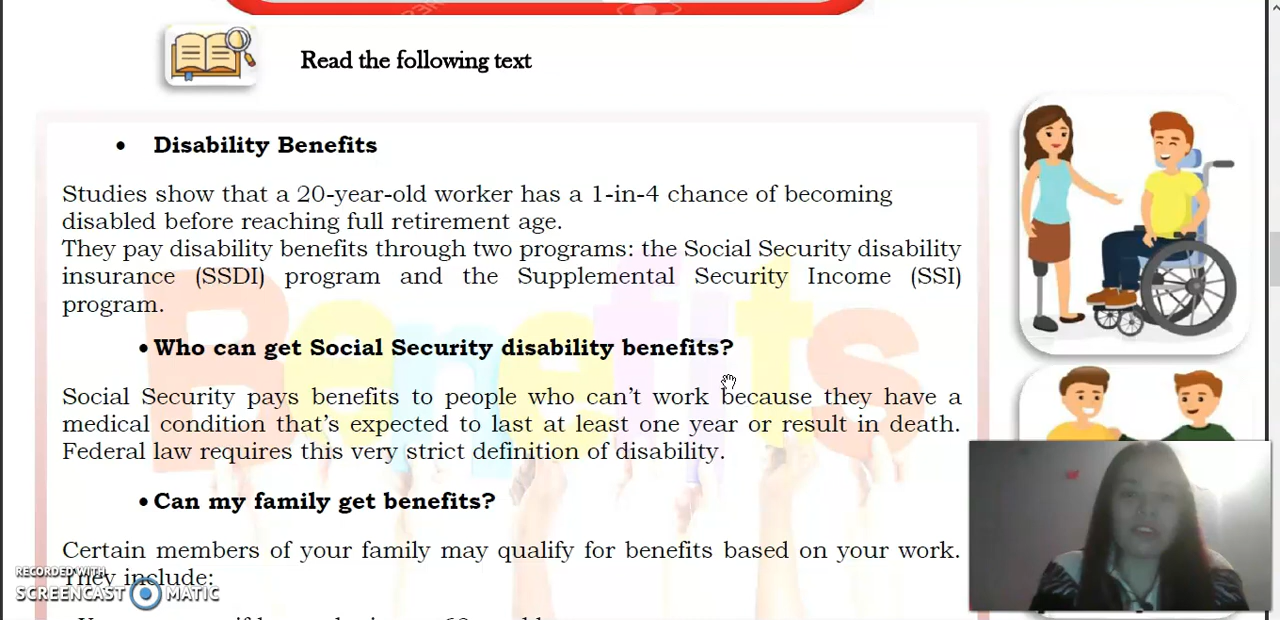 Read the following text
• Disability Benefits
Studies show that a 20-year-old worker has a 1-in-4 chance of becoming
disabled before reaching full retirement age.
They pay disability benefits through two programs: the Social Security disability
insurance (SSDI) program and the Supplemental Security Income (SSI)
program.
Benefits
• Who can get Social Security disability benefits?
Social Security pays benefits to people who can't work because they have a
medical condition that's expected to last at least one year or result in death.
Federal law requires this very strict definition of disability.
• Can my family get benefits?
Certain members of your family may qualify for benefits based on your work.
They include:
RECORDED WITH
SCREENCAST MATIC